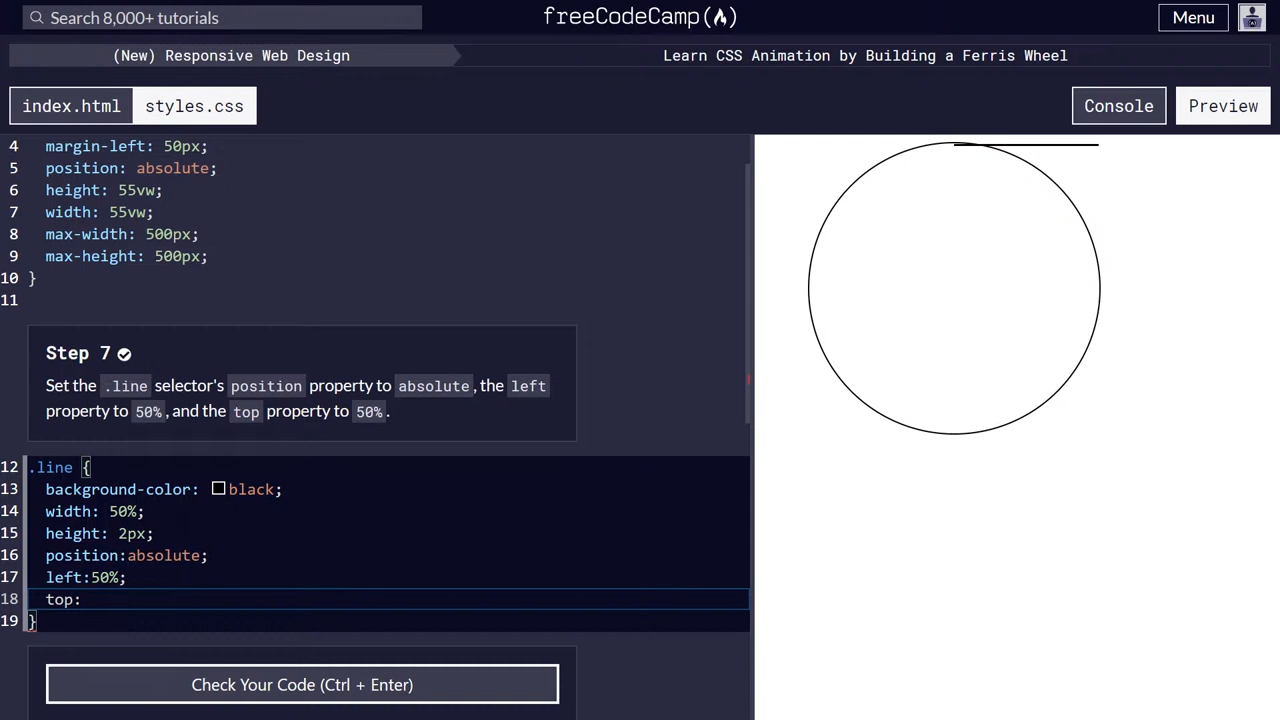 Search 8,000+ tutorials
freeCodeCamp
Menu
(New) Responsive Web Design
Learn CSS Animation by Building a Ferris Wheel
index.html
styles.css
Console
Preview
4 margin-left: 50px;
5 position: absolute;
6 height: 55vw;
7 width: 55vw;
8 max-width: 500px;
9 max-height: 500px;
10 }
11
Step 7
Set the .line selector's position property to absolute, the left
property to 50%, and the top property to 50%.
12 .line {
13 background-color: black;
14 width: 50%;
15 height: 2px;
16 position:absolute;
17 left:50%;
18 top:
19 }
Check Your Code (Ctrl + Enter)